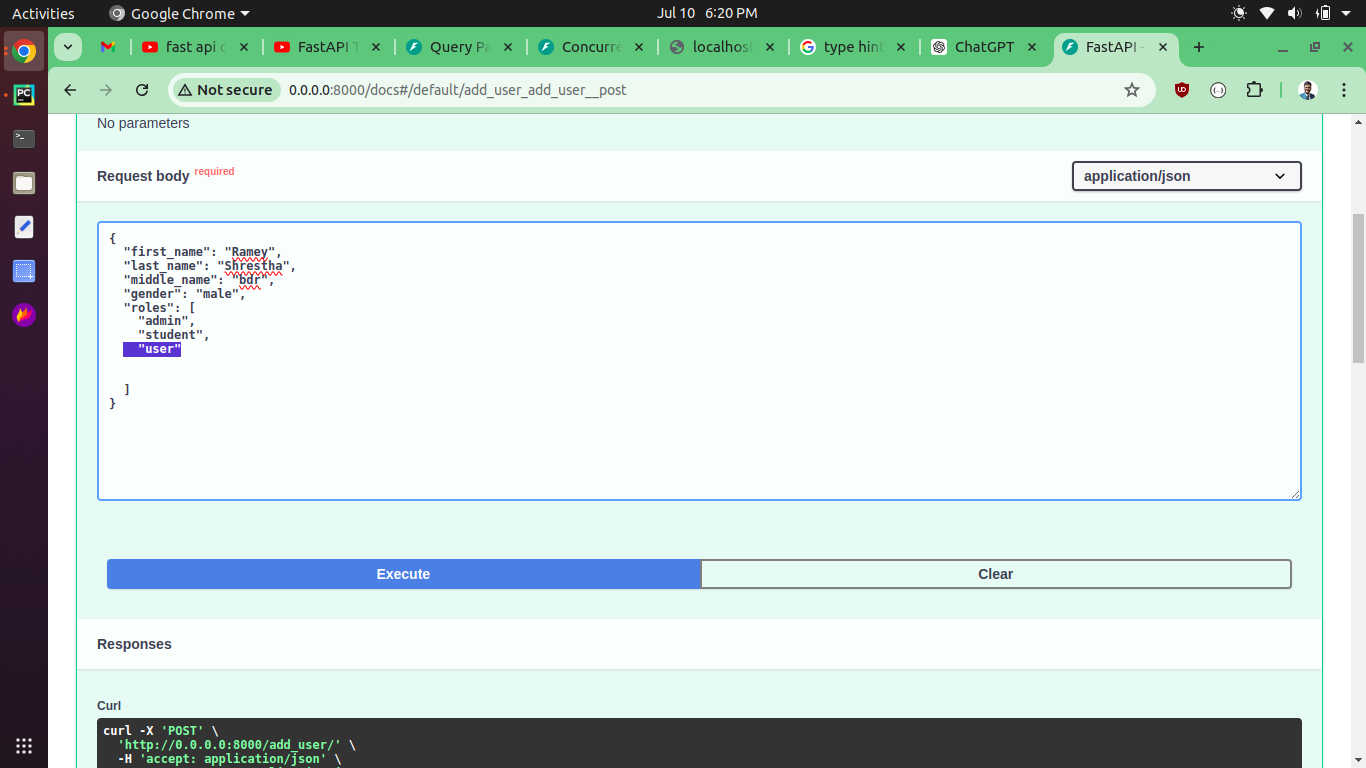 Activities Google Chrome Jul 10 6:20 PM
fast api c FastAPI T Query Pa Concurre localhos type hint ChatGPT FastAPI -
Not secure 0.0.0.0:8000/docs#/default/add_user_add_user__post
No parameters
Request body required application/json
{
"first_name": "Ramey",
"last_name": "Shrestha",
"middle_name": "bdr",
"gender": "male",
"roles": [
"admin",
"student",
"user"
]
}
Execute Clear
Responses
Curl
curl -X 'POST' \
'http://0.0.0.0:8000/add_user/' \
-H 'accept: application/json' \